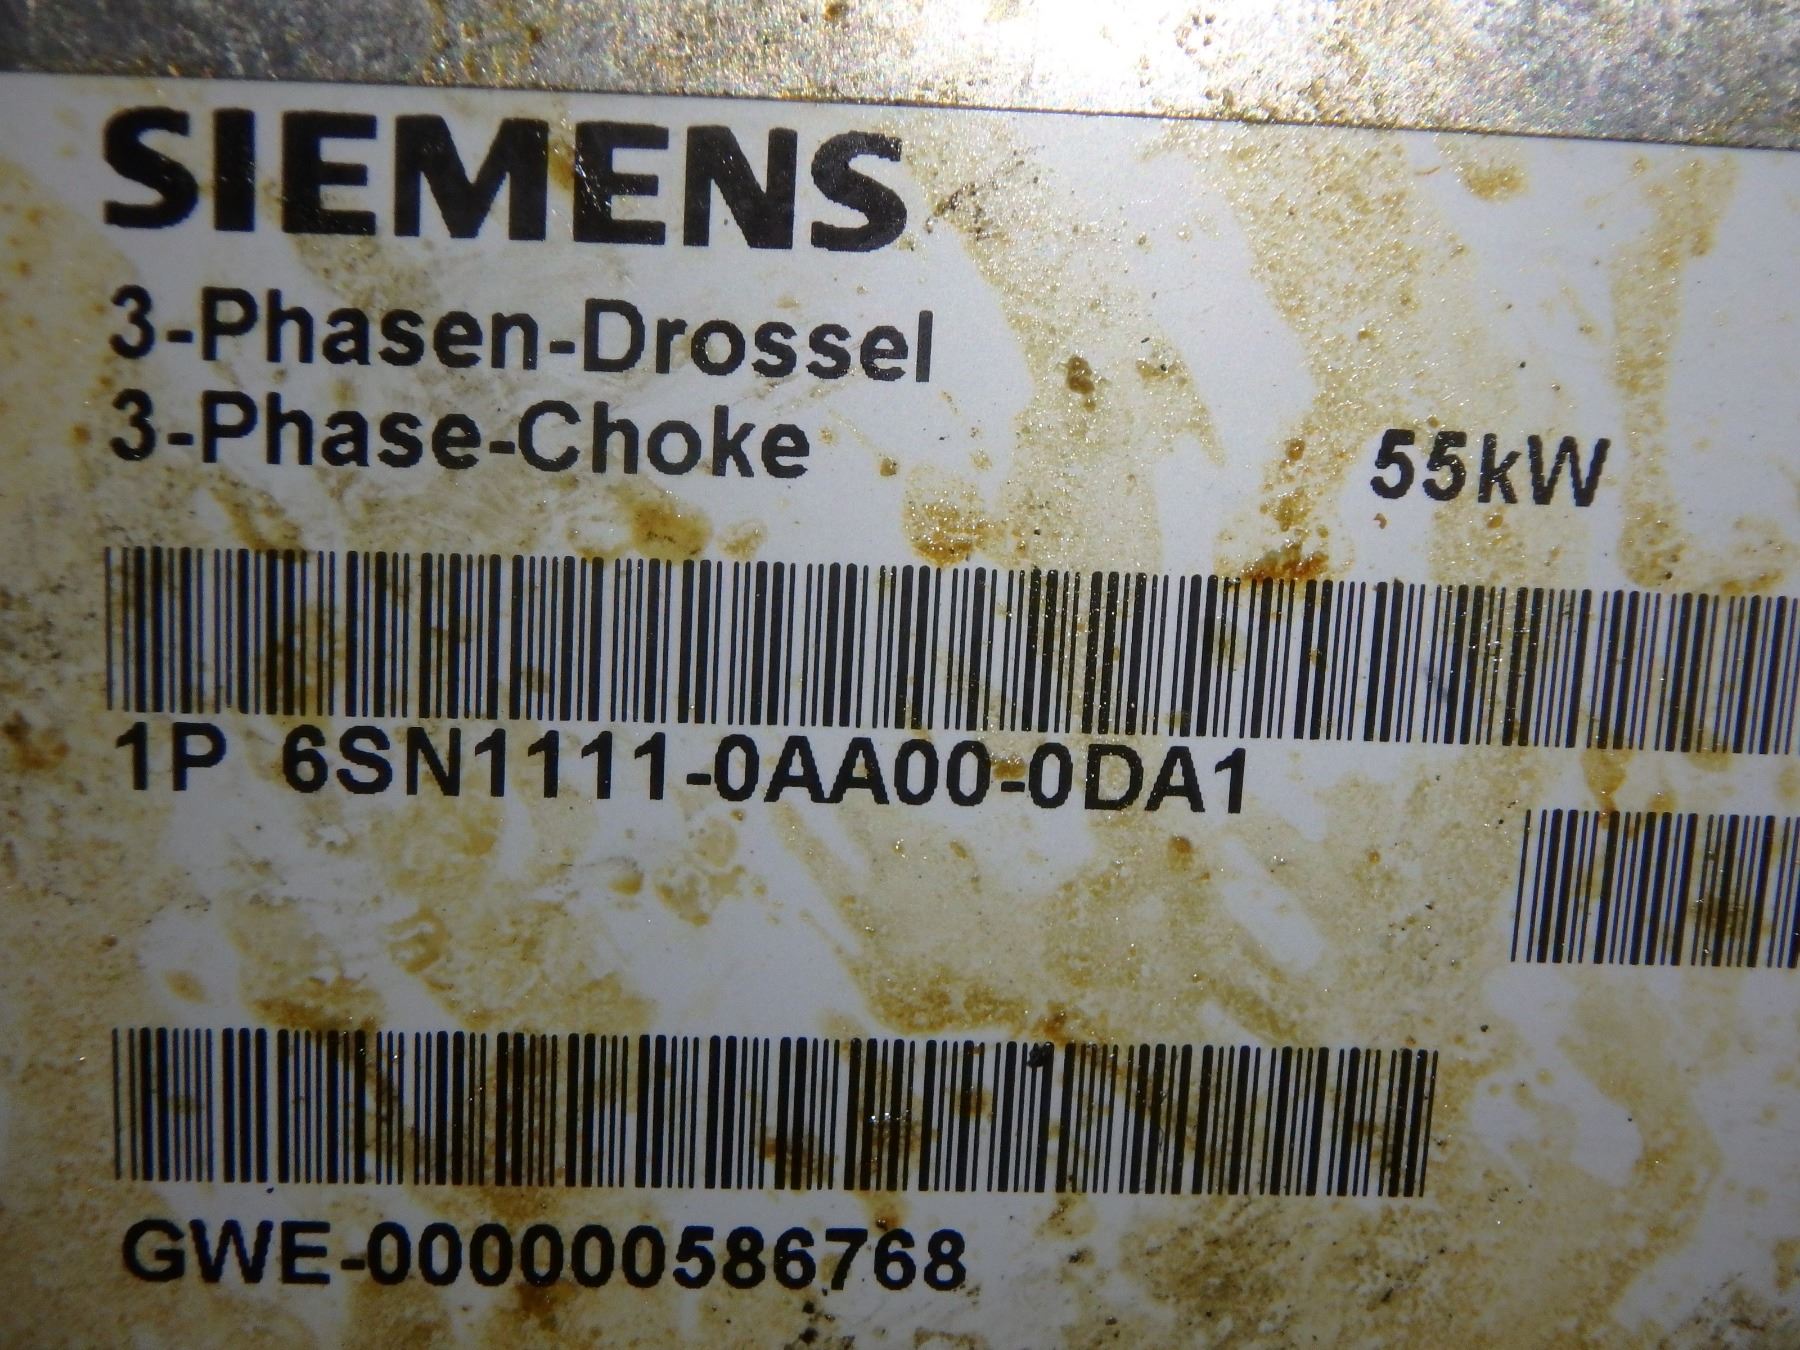 SIEMENS
3-Phasen-Drossel
3-Phase-Choke
55kW
1P 6SN1111-0AA00-0DA1
GWE-000000586768